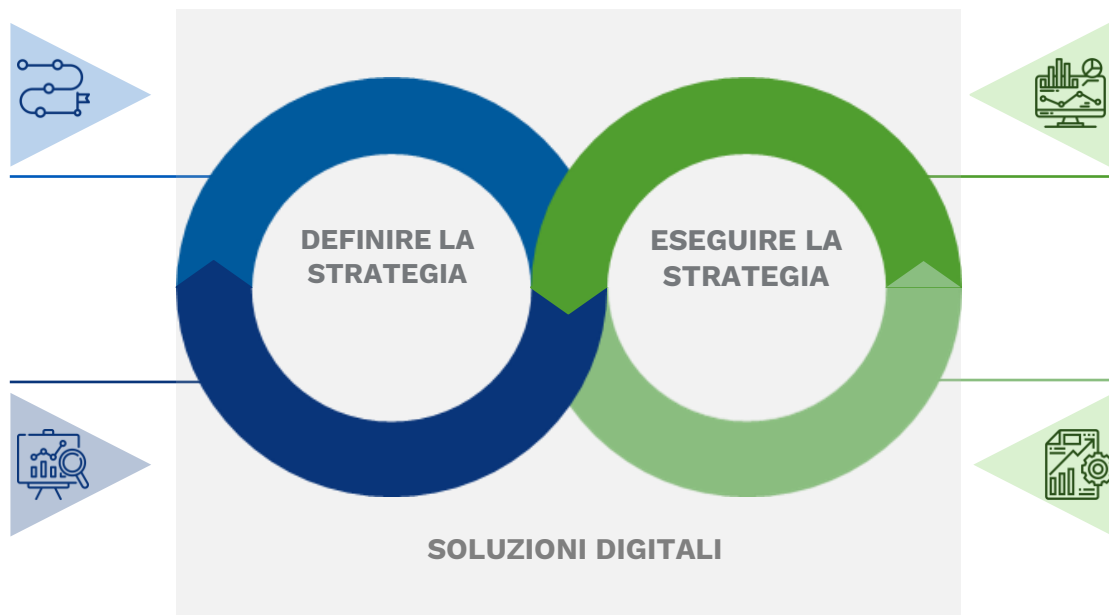 DEFINIRE LA
STRATEGIA
ESEGUIRE LA
STRATEGIA
SOLUZIONI DIGITALI